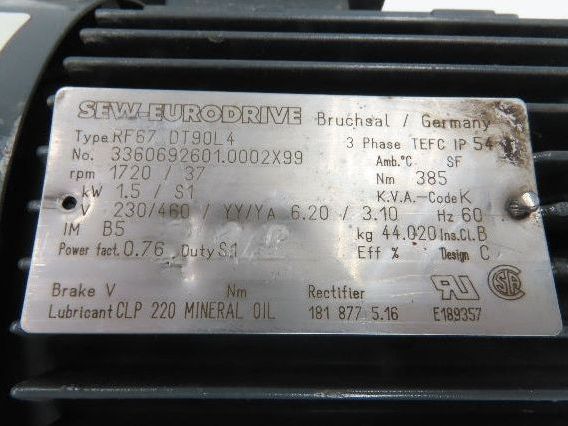 SEW-EURODRIVE Bruchsal / Germany
Type RF67 DT90L4 3 Phase TEFC IP 54
No. 3360692601.0002X99 Amb.°C SF
rpm 1720 / 37 Nm 385
kW 1.5 / S1 K.V.A.-Code K
V 230/460 / YY/YA 6.20 / 3.10 Hz 60
IM B5 kg 44.020 Ins.Cl. B
Power fact. 0.76 Duty S1 Eff % Design C
Brake V Nm Rectifier
Lubricant CLP 220 MINERAL OIL 181 877 5.16 E189357